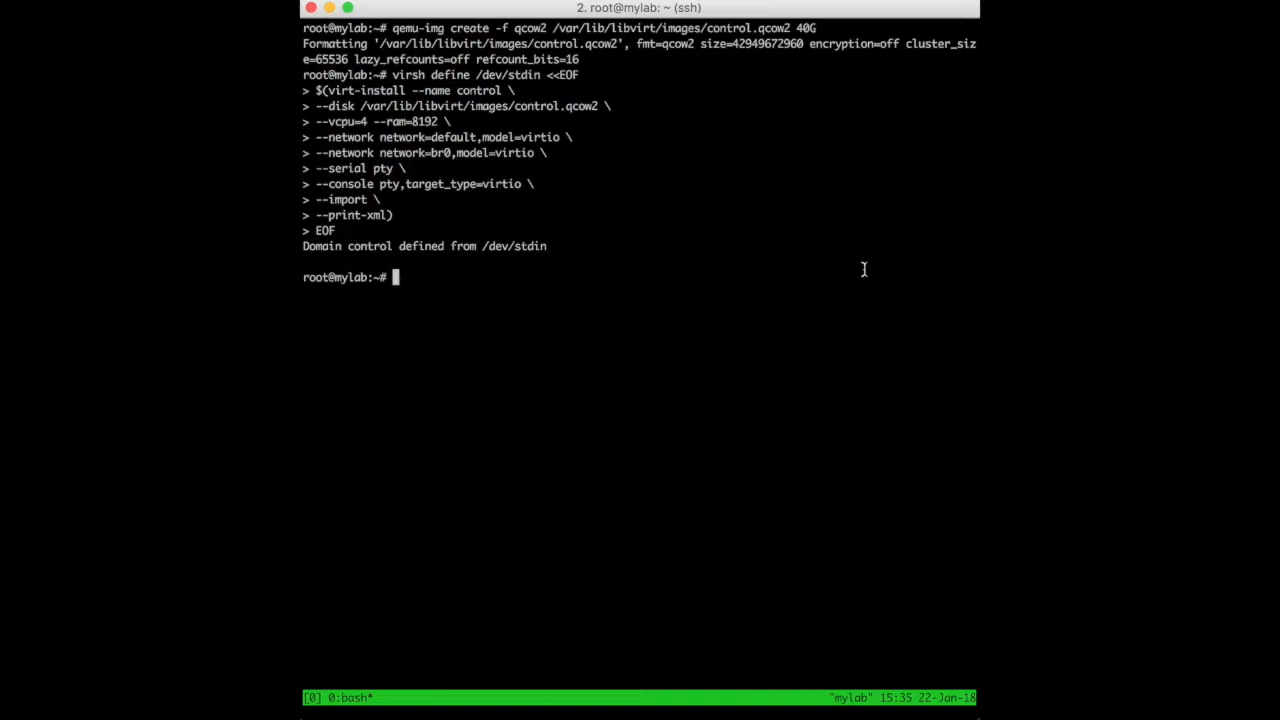 2. root@mylab: ~ (ssh)
root@mylab:~# qemu-img create -f qcow2 /var/lib/libvirt/images/control.qcow2 40G
Formatting '/var/lib/libvirt/images/control.qcow2', fmt=qcow2 size=42949672960 encryption=off cluster_siz
e=65536 lazy_refcounts=off refcount_bits=16
root@mylab:~# virsh define /dev/stdin <<EOF
> $(virt-install --name control \
> --disk /var/lib/libvirt/images/control.qcow2 \
> --vcpu=4 --ram=8192 \
> --network network=default,model=virtio \
> --network network=br0,model=virtio \
> --serial pty \
> --console pty,target_type=virtio \
> --import \
> --print-xml)
> EOF
Domain control defined from /dev/stdin
root@mylab:~#
[0] 0:bash* "mylab" 15:35 22-Jan-18